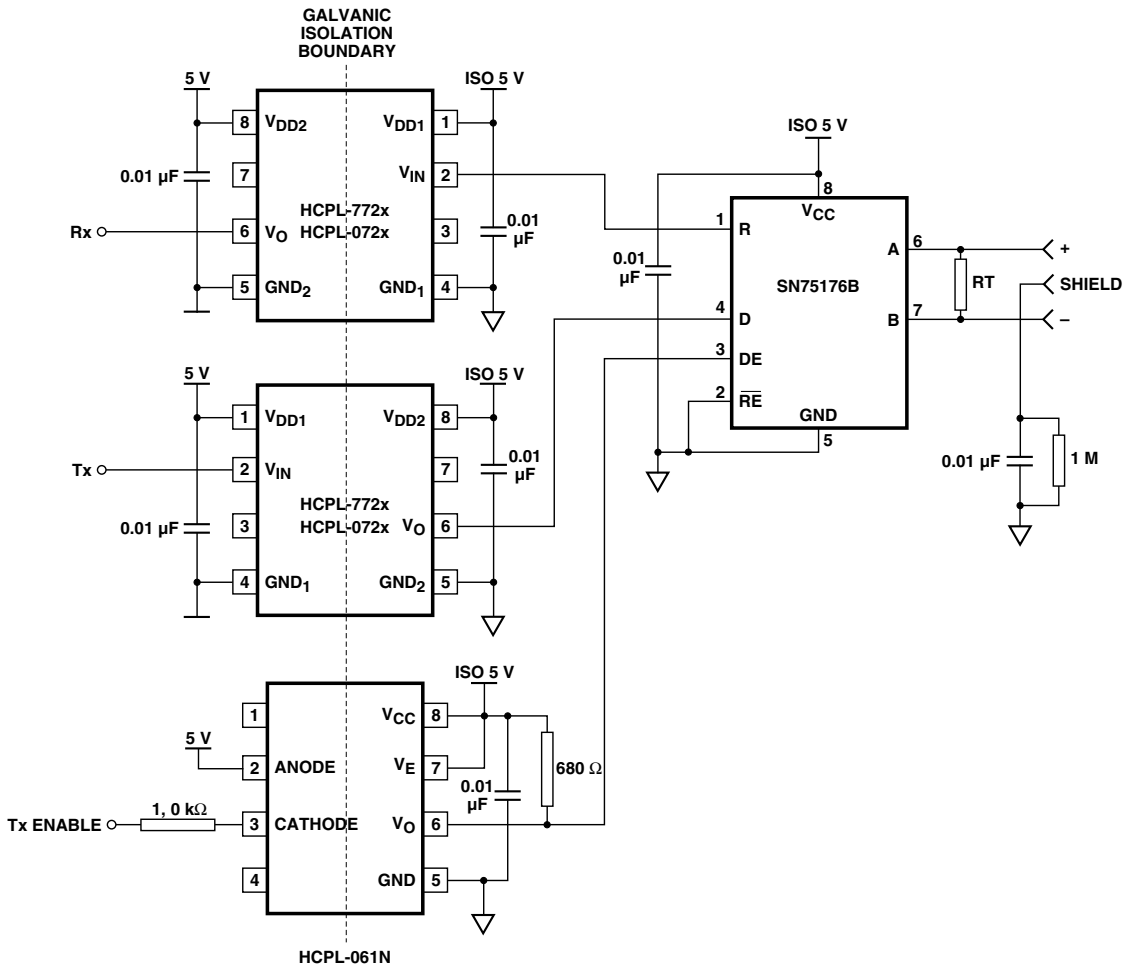 GALVANIC
ISOLATION
BOUNDARY
5 V
ISO 5 V
8 VDD2 VDD1 1
0.01 µF
7 VIN 2
HCPL-772x
HCPL-072x
Rx 6 VO 3
0.01
µF
5 GND2 GND1 4
5 V
ISO 5 V
1 VDD1 VDD2 8
Tx 2 VIN 7
0.01
µF
HCPL-772x
HCPL-072x
0.01 µF
3 VO 6
4 GND1 GND2 5
ISO 5 V
1 VCC 8
5 V
2 ANODE VE 7
680 Ω
0.01
µF
1, 0 kΩ
Tx ENABLE 3 CATHODE VO 6
4 GND 5
HCPL-061N
ISO 5 V
8
VCC
1 R
0.01
µF
SN75176B
A 6 +
RT
SHIELD
4 D
B 7 –
3 DE
2 RE
GND
5
0.01 µF
1 M